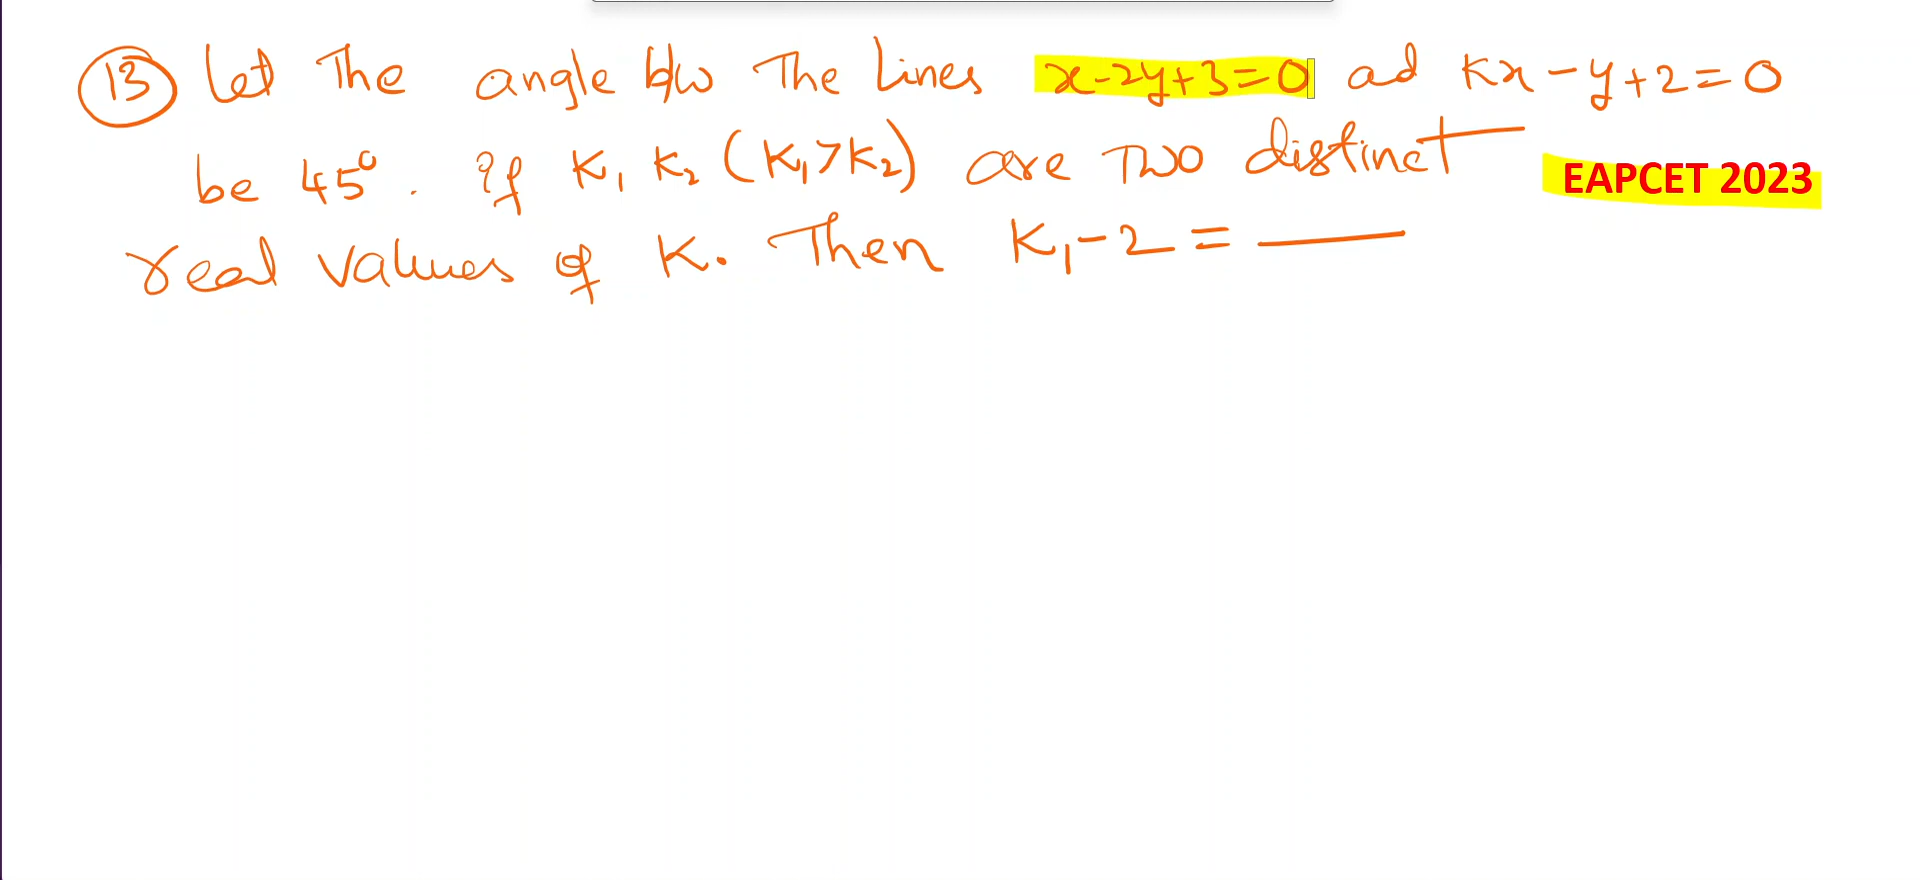 13 Let The angle b/w The Lines x-2y+3=0 ad Kx-y+2=0
be 45°. If K₁ K₂ (K₁>K₂) are Two distinct
EAPCET 2023
real values of K. Then K₁-2 = ____